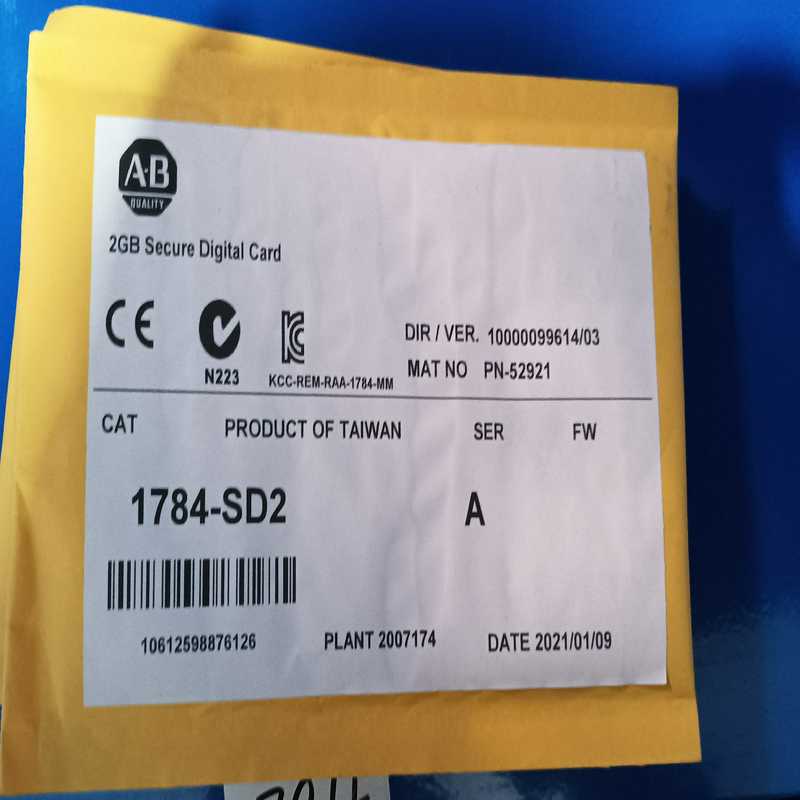 A·B
QUALITY
2GB Secure Digital Card
CE
N223
KCC-REM-RAA-1784-MM
DIR / VER. 10000099614/03
MAT NO PN-52921
CAT PRODUCT OF TAIWAN SER FW
1784-SD2 A
10612598876126 PLANT 2007174 DATE 2021/01/09